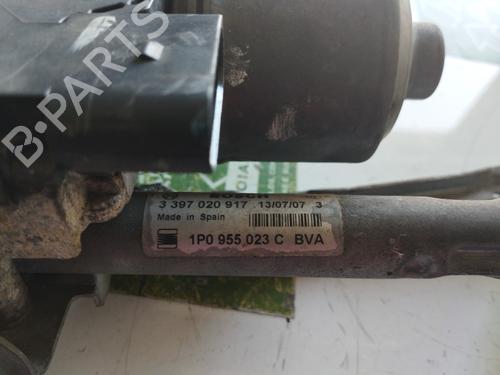 B-PARTS
3 397 020 917 13/07/07 3
Made in Spain
1P0 955 023 C BVA